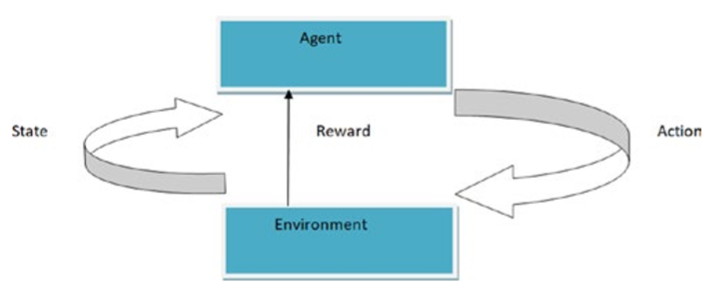 Agent
State
Reward
Action
Environment